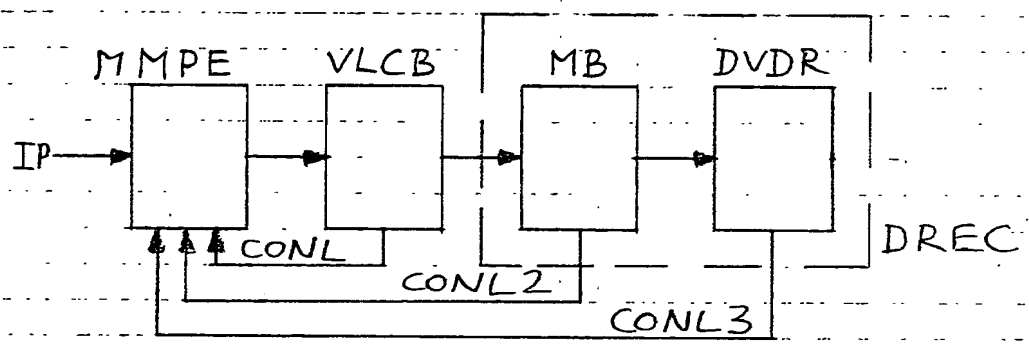 MMPE VLCB MB DVDR
IP
DREC
CONL
CONL2
CONL3